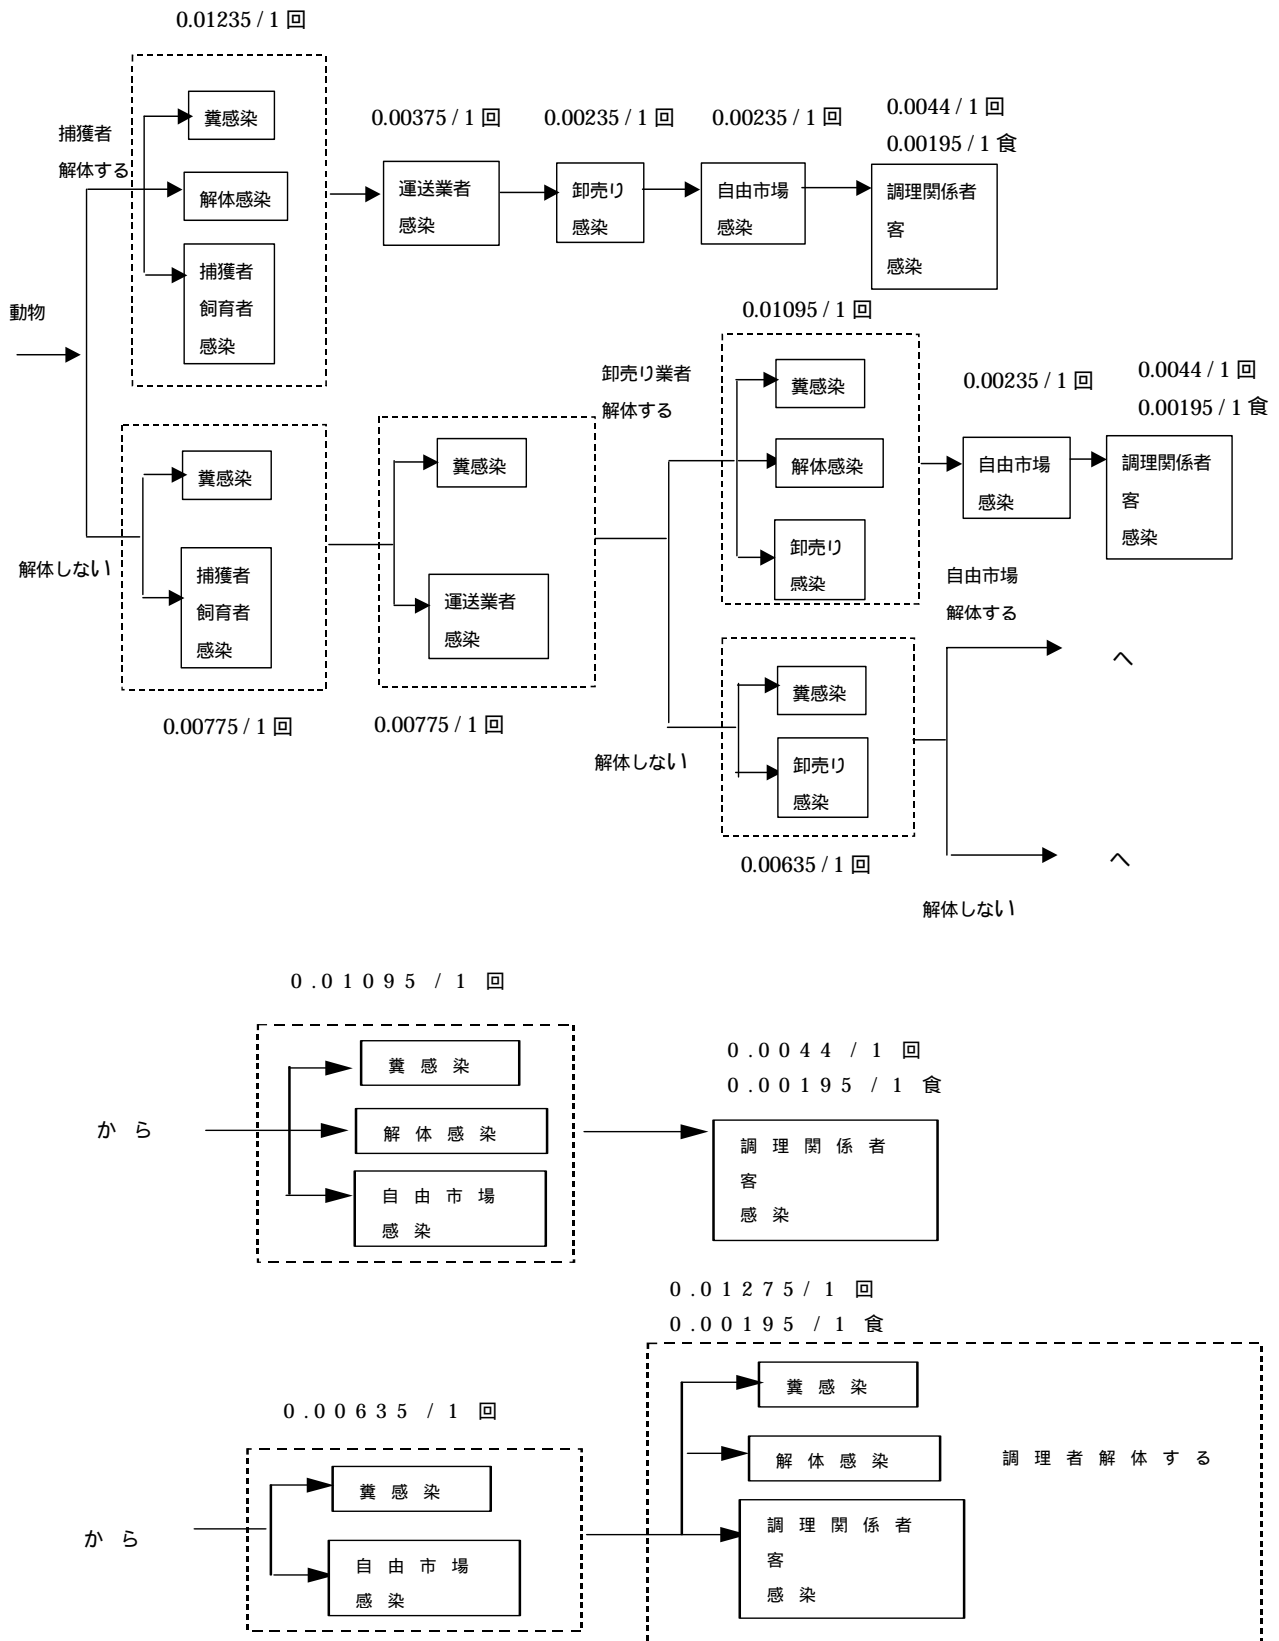 0.01235 / 1 回
捕獲者
解体する
糞感染
解体感染
捕獲者
飼育者
感染
0.00375 / 1 回
運送業者
感染
0.00235 / 1 回
卸売り
感染
0.00235 / 1 回
自由市場
感染
0.0044 / 1 回
0.00195 / 1 食
調理関係者
客
感染
動物
解体しない
糞感染
捕獲者
飼育者
感染
0.00775 / 1 回
糞感染
運送業者
感染
0.00775 / 1 回
卸売り業者
解体する
0.01095 / 1 回
糞感染
解体感染
卸売り
感染
0.00235 / 1 回
自由市場
感染
0.0044 / 1 回
0.00195 / 1 食
調理関係者
客
感染
解体しない
糞感染
卸売り
感染
0.00635 / 1 回
自由市場
解体する
へ
へ
解体しない
0.01095 / 1 回
から
糞感染
解体感染
自由市場
感染
0.0044 / 1 回
0.00195 / 1 食
調理関係者
客
感染
0.00635 / 1 回
から
糞感染
自由市場
感染
0.01275 / 1 回
0.00195 / 1 食
糞感染
解体感染
調理関係者
客
感染
調理者解体する